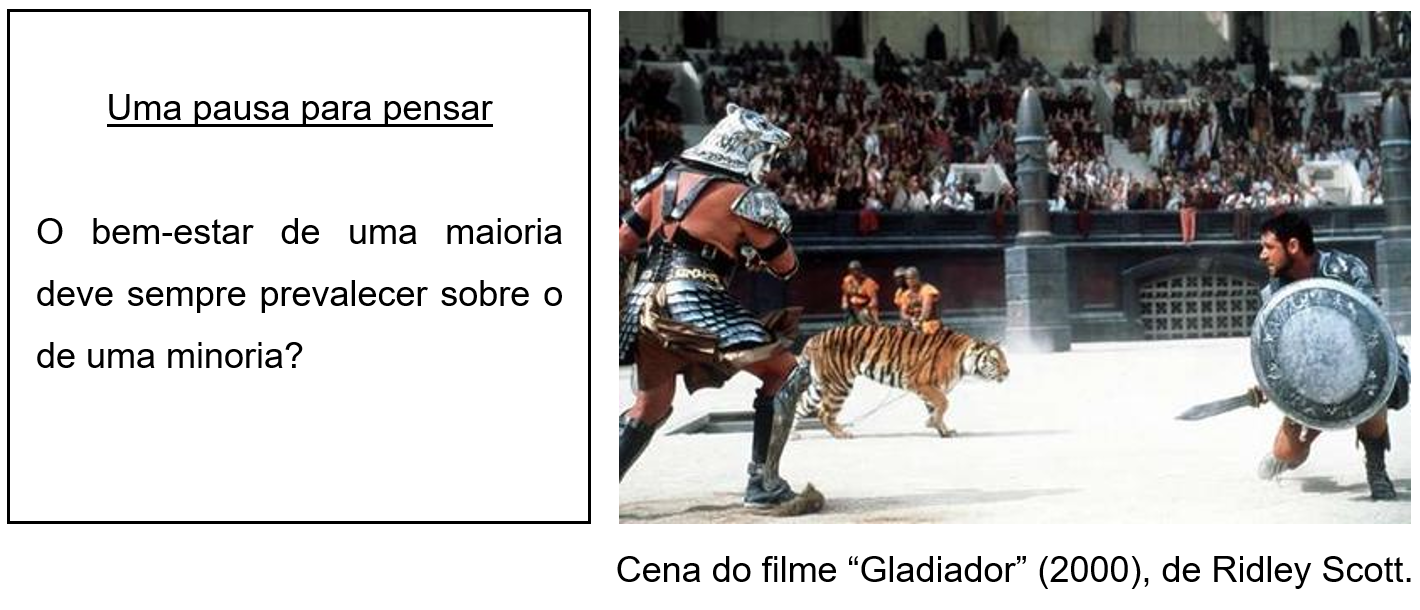 Uma pausa para pensar
O bem-estar de uma maioria
deve sempre prevalecer sobre o
de uma minoria?
Cena do filme “Gladiador” (2000), de Ridley Scott.